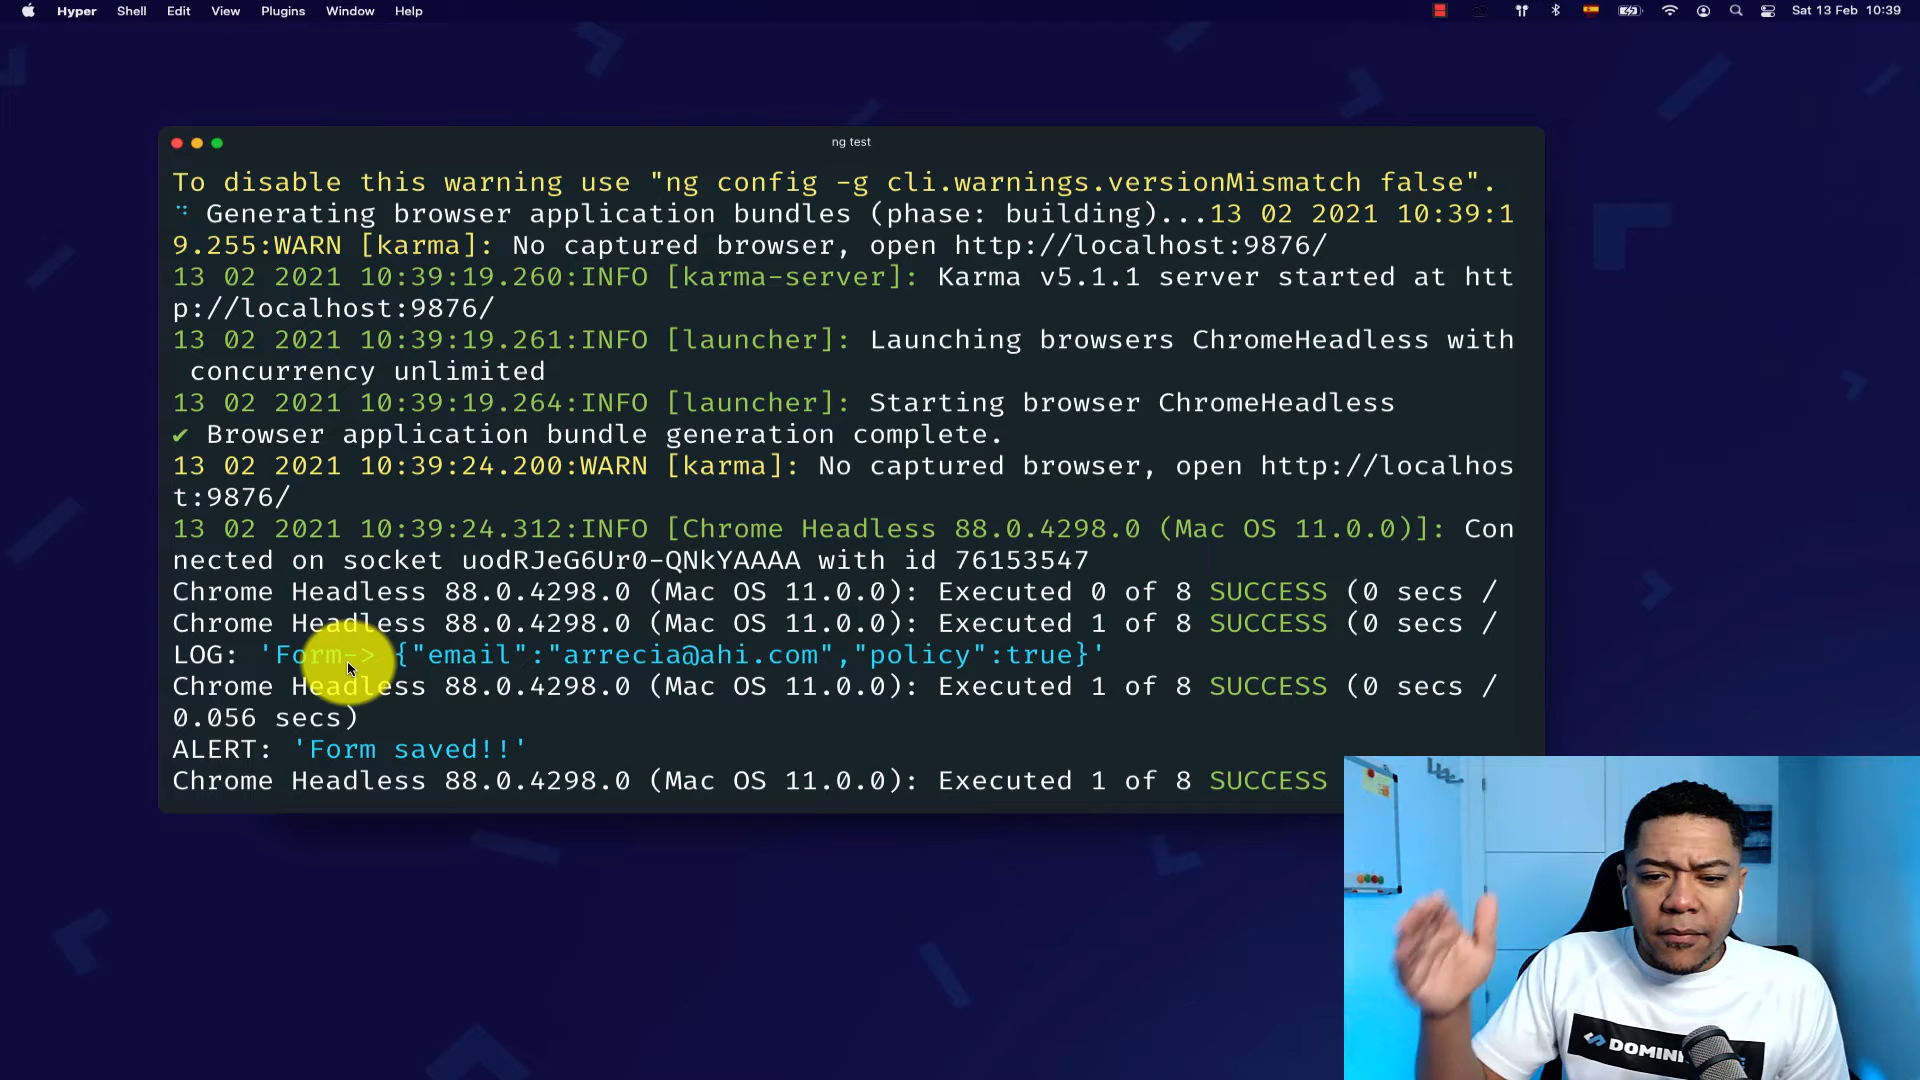 Hyper Shell Edit View Plugins Window Help Sat 13 Feb 10:39
ng test
To disable this warning use "ng config -g cli.warnings.versionMismatch false".
Generating browser application bundles (phase: building)...13 02 2021 10:39:1
9.255:WARN [karma]: No captured browser, open http://localhost:9876/
13 02 2021 10:39:19.260:INFO [karma-server]: Karma v5.1.1 server started at htt
p://localhost:9876/
13 02 2021 10:39:19.261:INFO [launcher]: Launching browsers ChromeHeadless with
concurrency unlimited
13 02 2021 10:39:19.264:INFO [launcher]: Starting browser ChromeHeadless
✔ Browser application bundle generation complete.
13 02 2021 10:39:24.200:WARN [karma]: No captured browser, open http://localhos
t:9876/
13 02 2021 10:39:24.312:INFO [Chrome Headless 88.0.4298.0 (Mac OS 11.0.0)]: Con
nected on socket uodRJeG6Ur0-QNkYAAAA with id 76153547
Chrome Headless 88.0.4298.0 (Mac OS 11.0.0): Executed 0 of 8 SUCCESS (0 secs /
Chrome Headless 88.0.4298.0 (Mac OS 11.0.0): Executed 1 of 8 SUCCESS (0 secs /
LOG: 'Form-> {"email":"arrecia@ahi.com","policy":true}'
Chrome Headless 88.0.4298.0 (Mac OS 11.0.0): Executed 1 of 8 SUCCESS (0 secs /
0.056 secs)
ALERT: 'Form saved!!'
Chrome Headless 88.0.4298.0 (Mac OS 11.0.0): Executed 1 of 8 SUCCESS